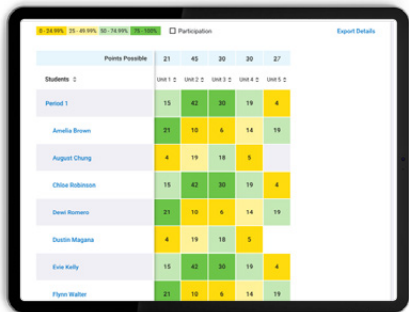 0 - 24.99% 25 - 49.99% 50 - 74.99% 75 - 100% Participation Export Details
Points Possible 21 45 30 30 27
Students Unit 1 Unit 2 Unit 3 Unit 4 Unit 5
Period 1 15 42 30 19 4
Amelia Brown 21 10 6 14 19
August Chung 4 19 18 5
Chloe Robinson 15 42 30 19 4
Dewi Romero 21 10 6 14 19
Dustin Magana 4 19 18 5
Evie Kelly 15 42 30 19 4
Flynn Walter 21 10 6 14 19